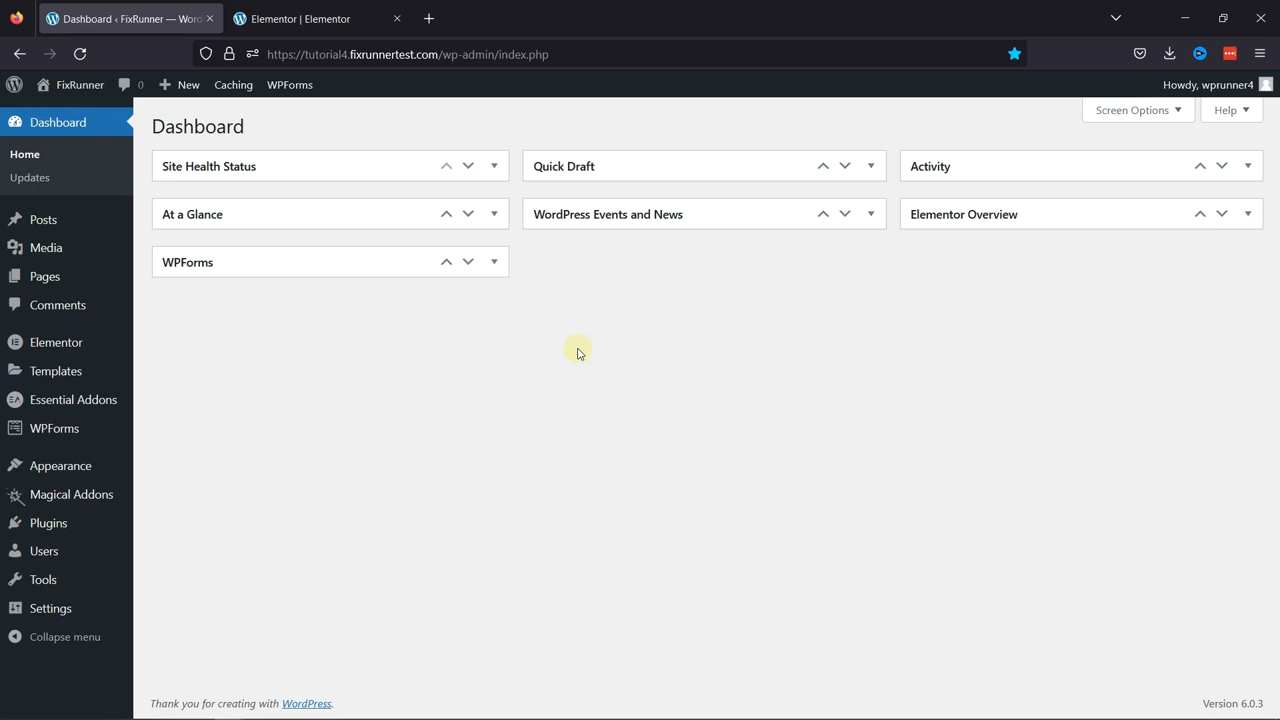 Dashboard ‹ FixRunner — Wor
Elementor | Elementor
https://tutorial4.fixrunnertest.com/wp-admin/index.php
FixRunner
0
New
Caching
WPForms
Howdy, wprunner4
Dashboard
Home
Updates
Posts
Media
Pages
Comments
Elementor
Templates
Essential Addons
WPForms
Appearance
Magical Addons
Plugins
Users
Tools
Settings
Collapse menu
Screen Options
Help
Dashboard
Site Health Status
Quick Draft
Activity
At a Glance
WordPress Events and News
Elementor Overview
WPForms
Thank you for creating with WordPress.
Version 6.0.3